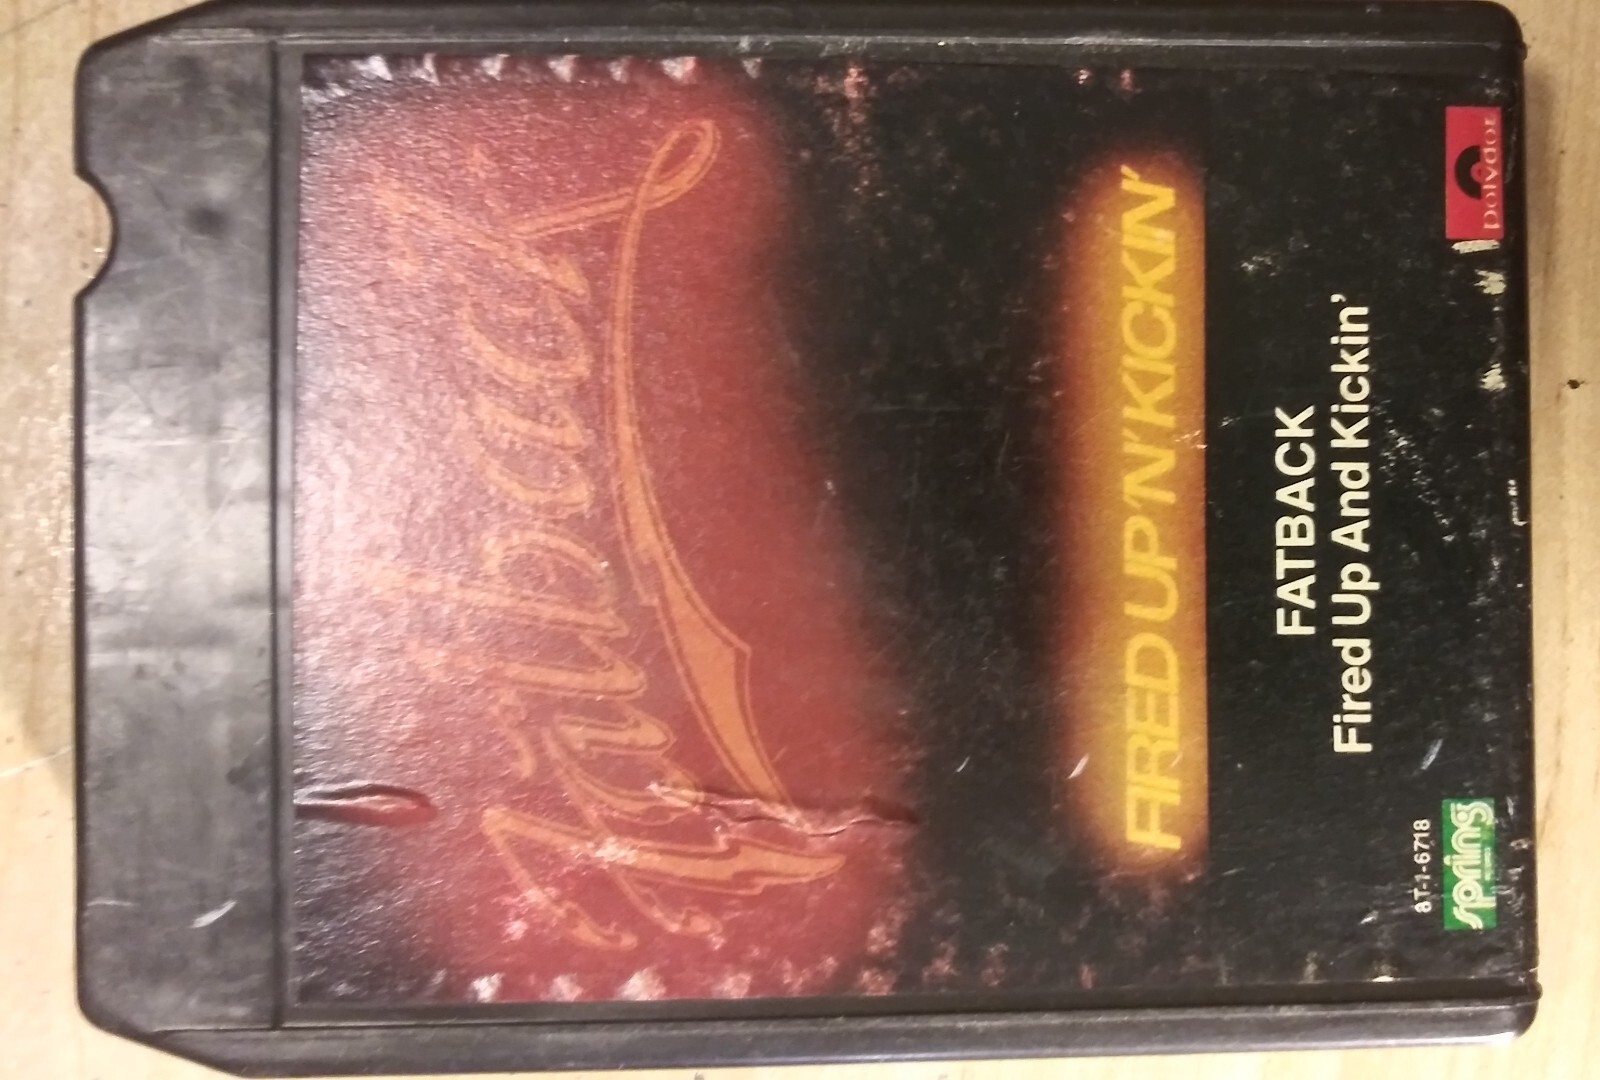 Fatback
FIRED UP 'N' KICKIN'
FATBACK
Fired Up And Kickin'
8T-1-6718
spring
polydor